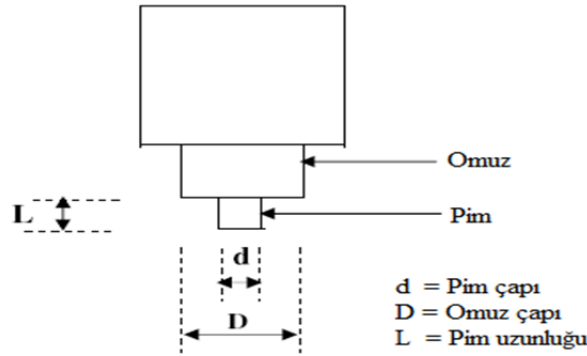 Omuz
L
Pim
d
D
d = Pim çapı
D = Omuz çapı
L = Pim uzunluğu